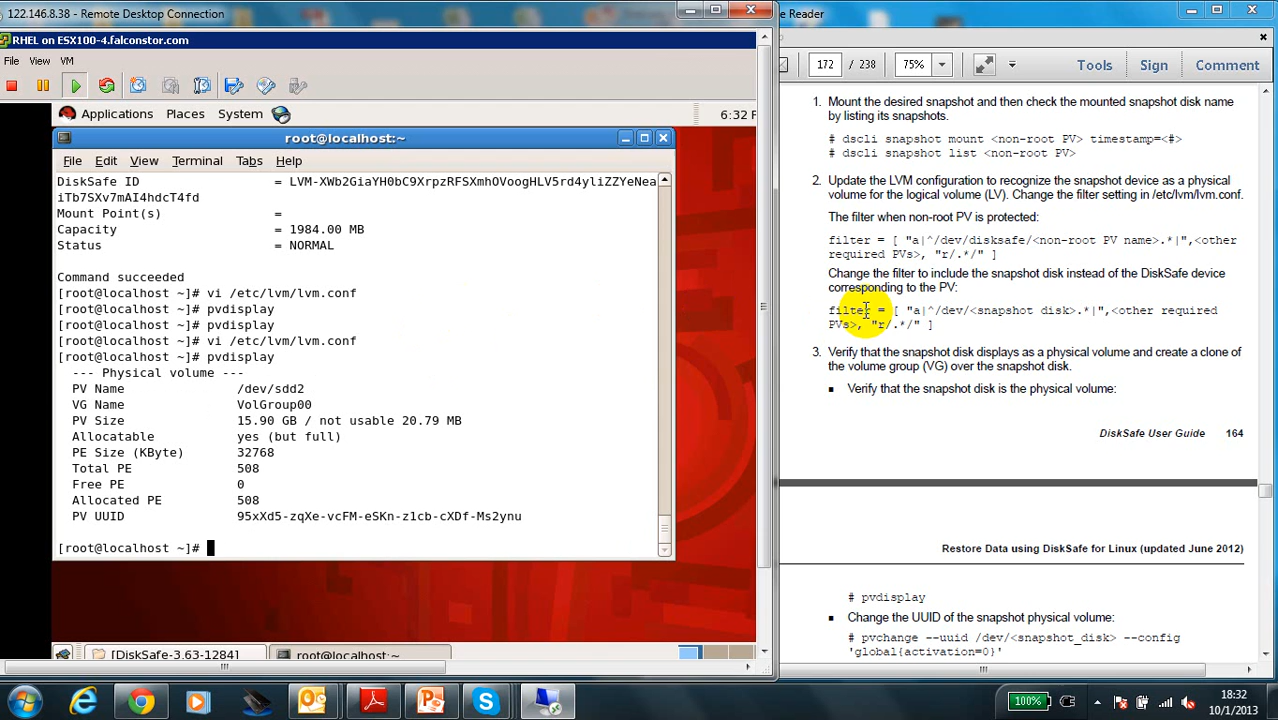 122.146.8.38 - Remote Desktop Connection
RHEL on ESX100-4.falconstor.com
File View VM
Applications Places System 6:32 P
root@localhost:~
File Edit View Terminal Tabs Help
DiskSafe ID = LVM-XWb2GiaYH0bC9XrpzRFSXmhOVoogHLV5rd4yliZZYeNea
iTb7SXv7mAI4hdcT4fd
Mount Point(s) =
Capacity = 1984.00 MB
Status = NORMAL
Command succeeded
[root@localhost ~]# vi /etc/lvm/lvm.conf
[root@localhost ~]# pvdisplay
[root@localhost ~]# pvdisplay
[root@localhost ~]# vi /etc/lvm/lvm.conf
[root@localhost ~]# pvdisplay
--- Physical volume ---
PV Name /dev/sdd2
VG Name VolGroup00
PV Size 15.90 GB / not usable 20.79 MB
Allocatable yes (but full)
PE Size (KByte) 32768
Total PE 508
Free PE 0
Allocated PE 508
PV UUID 95xXd5-zqXe-vcFM-eSKn-z1cb-cXDf-Ms2ynu
[root@localhost ~]#
[DiskSafe-3.63-12841]
root@localhost:~
e Reader
172 / 238 75% Tools Sign Comment
1. Mount the desired snapshot and then check the mounted snapshot disk name
by listing its snapshots.
# dscli snapshot mount <non-root PV> timestamp=<#>
# dscli snapshot list <non-root PV>
2. Update the LVM configuration to recognize the snapshot device as a physical
volume for the logical volume (LV). Change the filter setting in /etc/lvm/lvm.conf.
The filter when non-root PV is protected:
filter = [ "a|^/dev/disksafe/<non-root PV name>.*|",<other
required PVs>, "r/.*/" ]
Change the filter to include the snapshot disk instead of the DiskSafe device
corresponding to the PV:
filter = [ "a|^/dev/<snapshot disk>.*|",<other required
PVs>, "r/.*/" ]
3. Verify that the snapshot disk displays as a physical volume and create a clone of
the volume group (VG) over the snapshot disk.
▪ Verify that the snapshot disk is the physical volume:
DiskSafe User Guide 164
Restore Data using DiskSafe for Linux (updated June 2012)
# pvdisplay
▪ Change the UUID of the snapshot physical volume:
# pvchange --uuid /dev/<snapshot_disk> --config
'global{activation=0}'
100%
18:32
10/1/2013